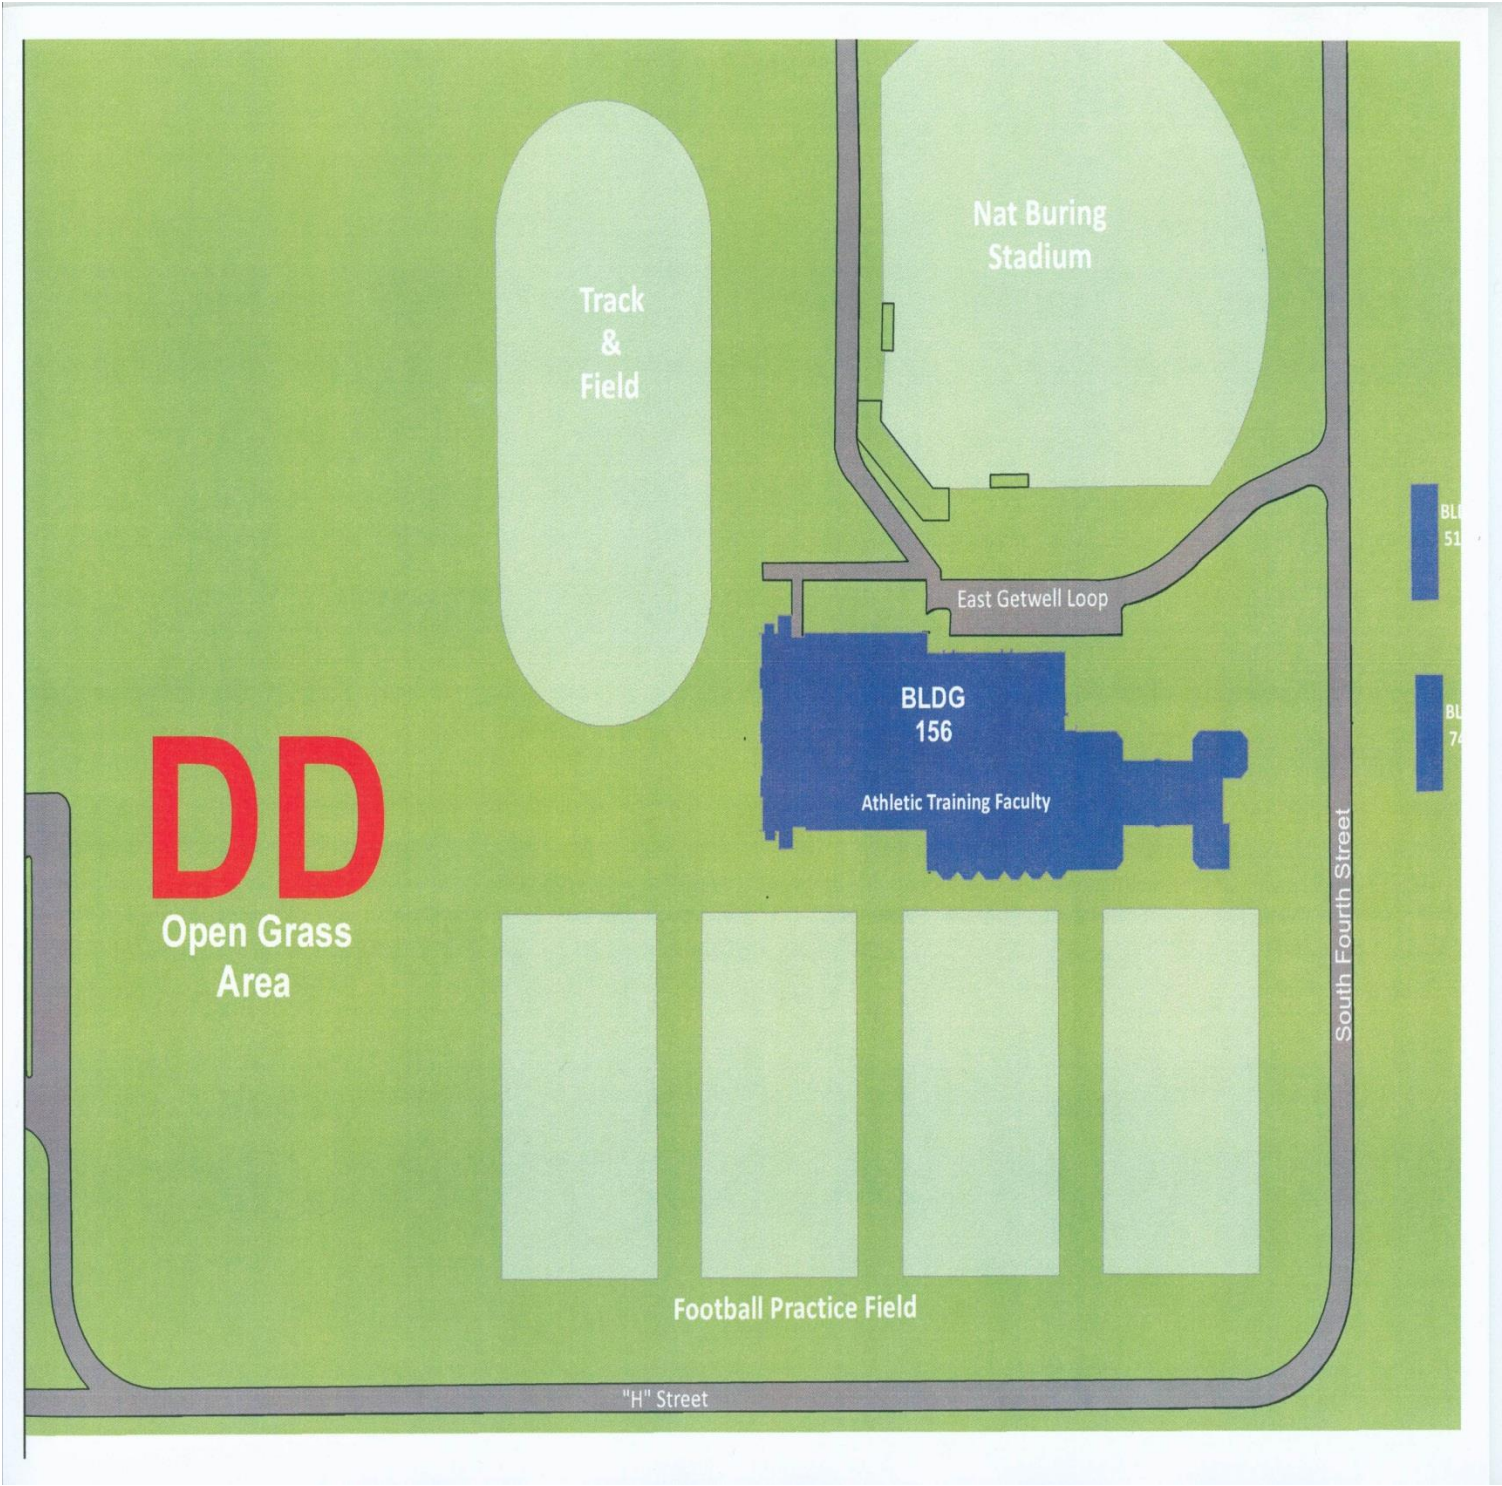 Nat Buring
Stadium
Track
&
Field
51
East Getwell Loop
BLDG
156
Athletic Training Faculty
DD
Open Grass
Area
South Fourth Street
Football Practice Field
"H" Street